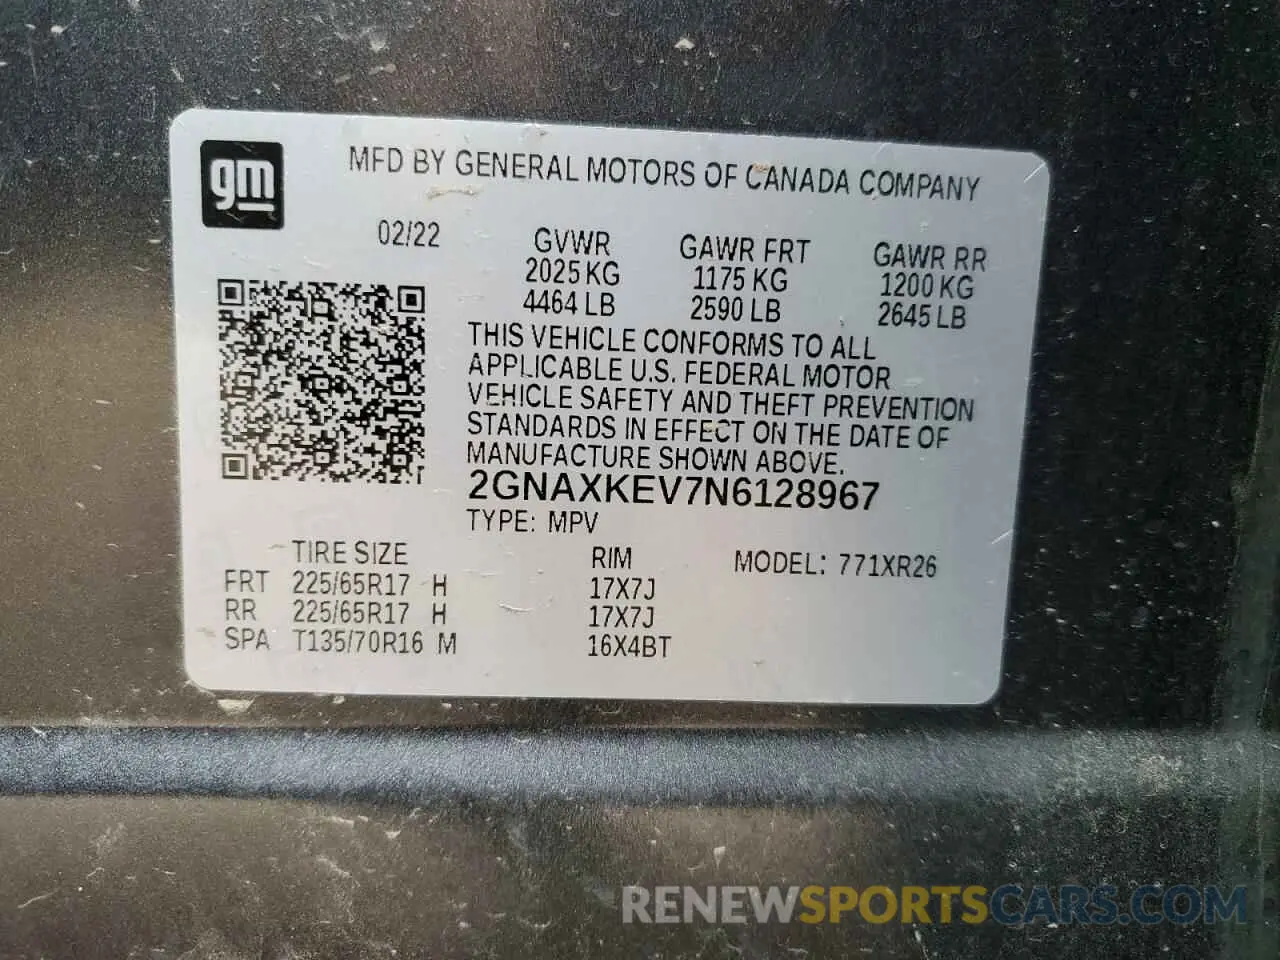 gm
MFD BY GENERAL MOTORS OF CANADA COMPANY
02/22
GVWR GAWR FRT GAWR RR
2025 KG 1175 KG 1200 KG
4464 LB 2590 LB 2645 LB
THIS VEHICLE CONFORMS TO ALL
APPLICABLE U.S. FEDERAL MOTOR
VEHICLE SAFETY AND THEFT PREVENTION
STANDARDS IN EFFECT ON THE DATE OF
MANUFACTURE SHOWN ABOVE.
2GNAXKEV7N6128967
TYPE: MPV
TIRE SIZE RIM MODEL: 771XR26
FRT 225/65R17 H 17X7J
RR 225/65R17 H 17X7J
SPA T135/70R16 M 16X4BT
RENEWSPORTSCARS.COM